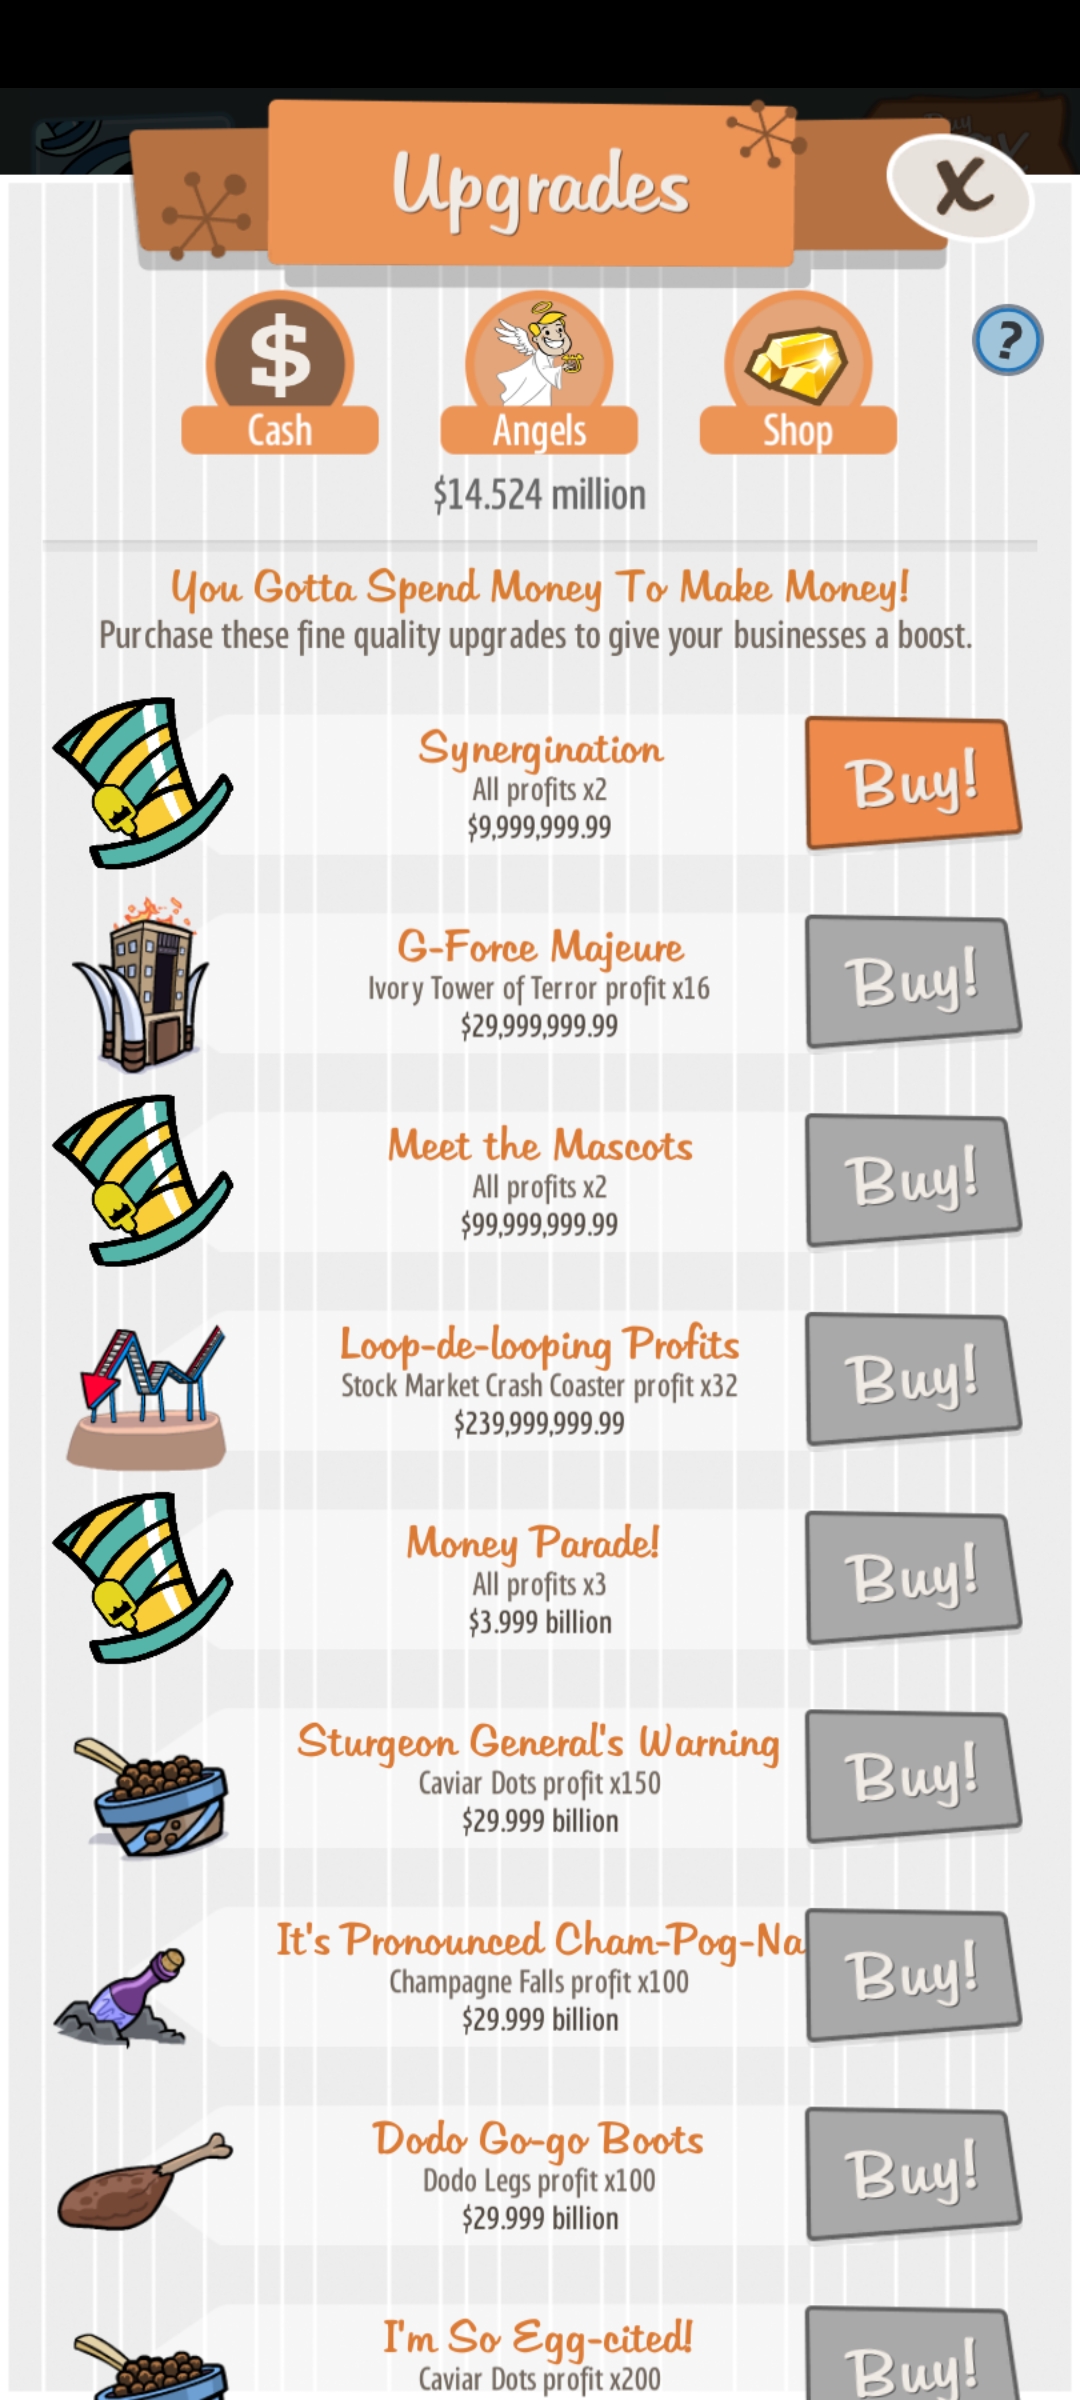 Upgrades
X
$
?
Cash
Angels
Shop
$14.524 million
You Gotta Spend Money To Make Money!
Purchase these fine quality upgrades to give your businesses a boost.
Synergination
All profits x2
$9,999,999.99
Buy!
G-Force Majeure
Ivory Tower of Terror profit x16
$29,999,999.99
Buy!
Meet the Mascots
All profits x2
$99,999,999.99
Buy!
Loop-de-looping Profits
Stock Market Crash Coaster profit x32
$239,999,999.99
Buy!
Money Parade!
All profits x3
$3.999 billion
Buy!
Sturgeon General's Warning
Caviar Dots profit x150
$29.999 billion
Buy!
It's Pronounced Cham-Pog-Na
Champagne Falls profit x100
$29.999 billion
Buy!
Dodo Go-go Boots
Dodo Legs profit x100
$29.999 billion
Buy!
I'm So Egg-cited!
Caviar Dots profit x200
Buy!